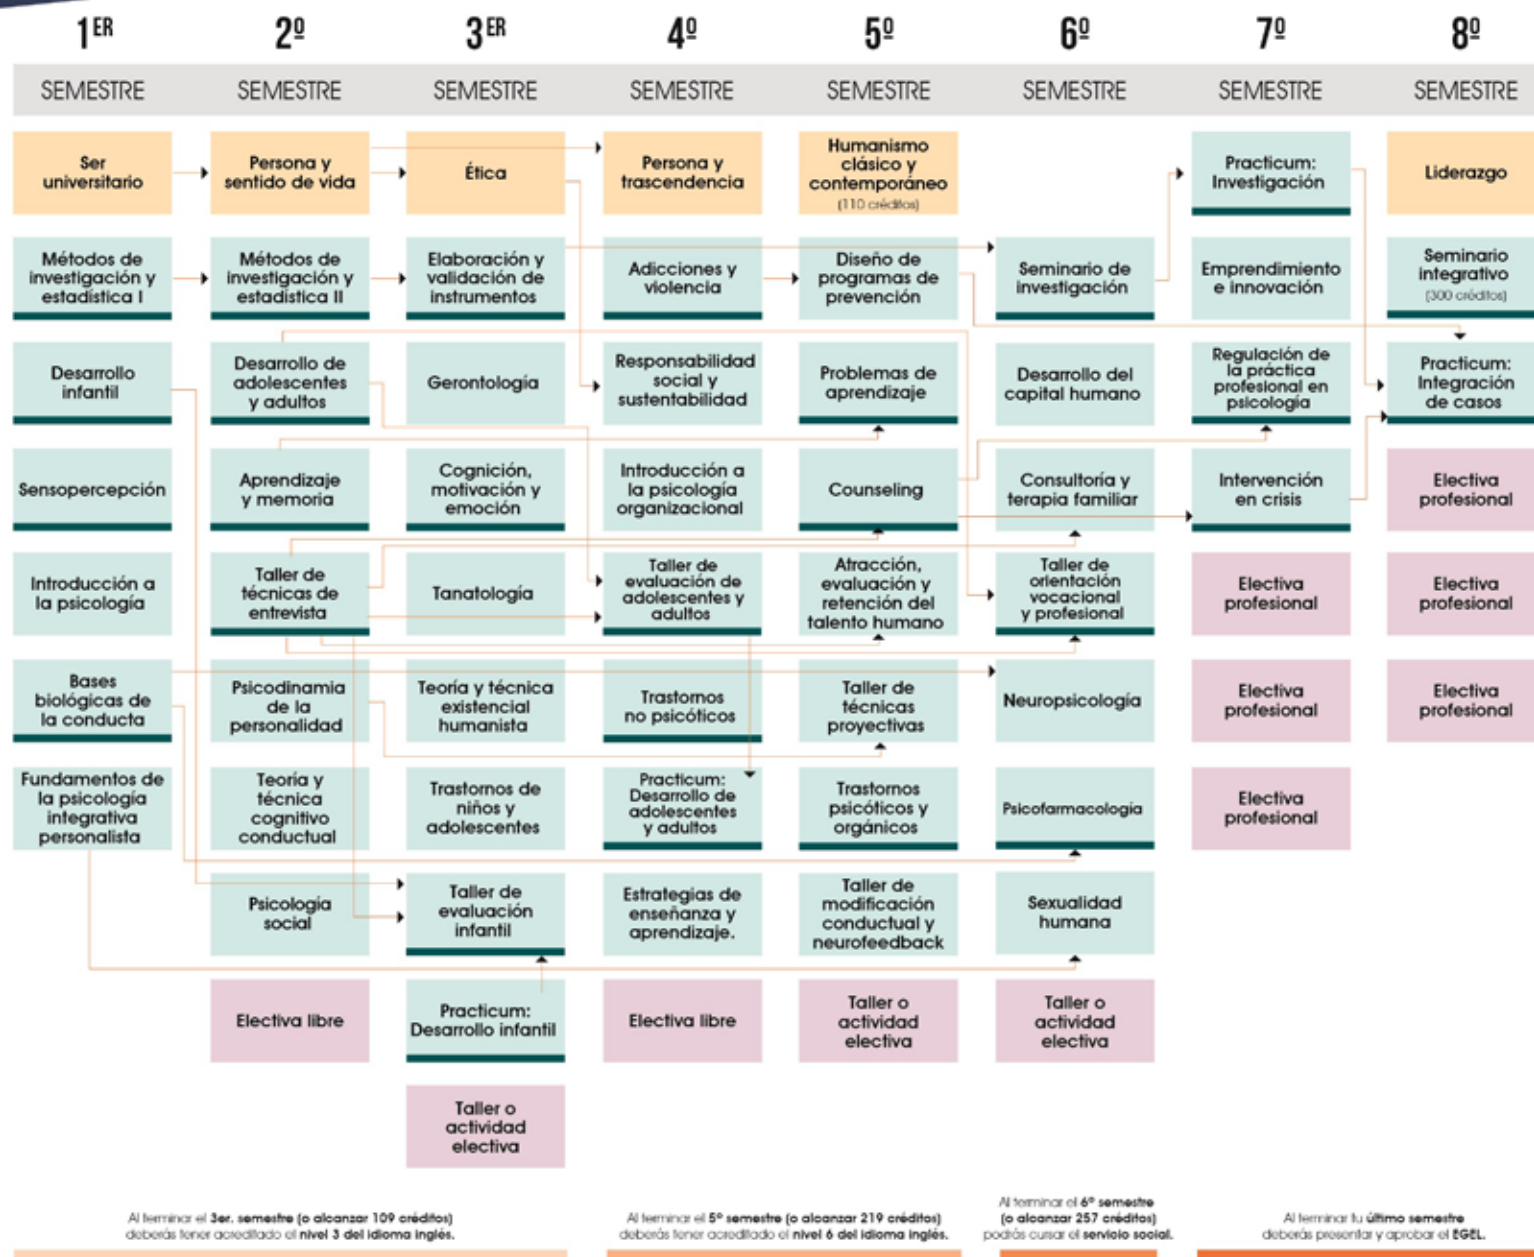 1ER
SEMESTRE
Ser
universitario
Métodos de
investigación y
estadística I
Desarrollo
infantil
Sensopercepción
Introducción a
la psicología
Bases
biológicas de
la conducta
Fundamentos de
la psicología
integrativa
personalista
2º
SEMESTRE
Persona y
sentido de vida
Métodos de
investigación y
estadística II
Desarrollo de
adolescentes
y adultos
Aprendizaje
y memoria
Taller de
técnicas de
entrevista
Psicodinamia
de la
personalidad
Teoría y
técnica
cognitivo
conductual
Psicología
social
Electiva libre
3ER
SEMESTRE
Ética
Elaboración y
validación de
instrumentos
Gerontología
Cognición,
motivación y
emoción
Tanatología
Teoría y técnica
existencial
humanista
Trastornos de
niños y
adolescentes
Taller de
evaluación
infantil
Practicum:
Desarrollo infantil
Taller o
actividad
electiva
4º
SEMESTRE
Persona y
trascendencia
Adicciones y
violencia
Responsabilidad
social y
sustentabilidad
Introducción a
la psicología
organizacional
Taller de
evaluación de
adolescentes y
adultos
Trastornos
no psicóticos
Practicum:
Desarrollo de
adolescentes
y adultos
Estrategias de
enseñanza y
aprendizaje.
Electiva libre
5º
SEMESTRE
Humanismo
clásico y
contemporáneo
(110 créditos)
Diseño de
programas de
prevención
Problemas de
aprendizaje
Counseling
Atracción,
evaluación y
retención del
talento humano
Taller de
técnicas
proyectivas
Trastornos
psicóticos y
orgánicos
Taller de
modificación
conductual y
neurofeedback
Taller o
actividad
electiva
6º
SEMESTRE
Seminario de
investigación
Desarrollo del
capital humano
Consultoría y
terapia familiar
Taller de
orientación
vocacional
y profesional
Neuropsicología
Psicofarmacología
Sexualidad
humana
Taller o
actividad
electiva
7º
SEMESTRE
Practicum:
Investigación
Emprendimiento
e innovación
Regulación de
la práctica
profesional en
psicología
Intervención
en crisis
Electiva
profesional
Electiva
profesional
Electiva
profesional
8º
SEMESTRE
Liderazgo
Seminario
integrativo
(300 créditos)
Practicum:
Integración
de casos
Electiva
profesional
Electiva
profesional
Electiva
profesional
Al terminar el 3er. semestre (o alcanzar 109 créditos)
deberás tener acreditado el nivel 3 del idioma inglés.
Al terminar el 5º semestre (o alcanzar 219 créditos)
deberás tener acreditado el nivel 6 del idioma inglés.
Al terminar el 6º semestre
(o alcanzar 257 créditos)
podrás cursar el servicio social.
Al terminar tu último semestre
deberás presentar y aprobar el EGEL.